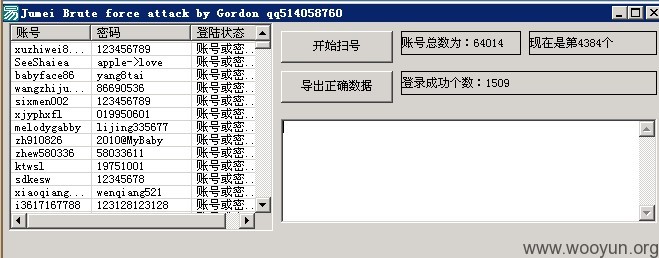 Jumei Brute force attack by Gordon qq514058760
账号 密码 登陆状态
xuzhiwei8... 123456789 账号或密...
SeeShaiea apple->love 账号或密...
babyface86 yang8tai 账号或密...
wangzhiju... 86690536 账号或密...
sixmen002 123456789 账号或密...
xjyphxfl 019950601 账号或密...
melodygabby lijing335677 账号或密...
zh910826 2010@MyBaby 账号或密...
zhew580336 58033611 账号或密...
ktwsl 19751001 账号或密...
sdkesw 12345678 账号或密...
xiaoqiang... wenqiang521 账号或密...
i3617167788 123128123128 账号或密...
开始扫号
账号总数为：64014
现在是第4384个
导出正确数据
登录成功个数：1509
www.wooyun.org